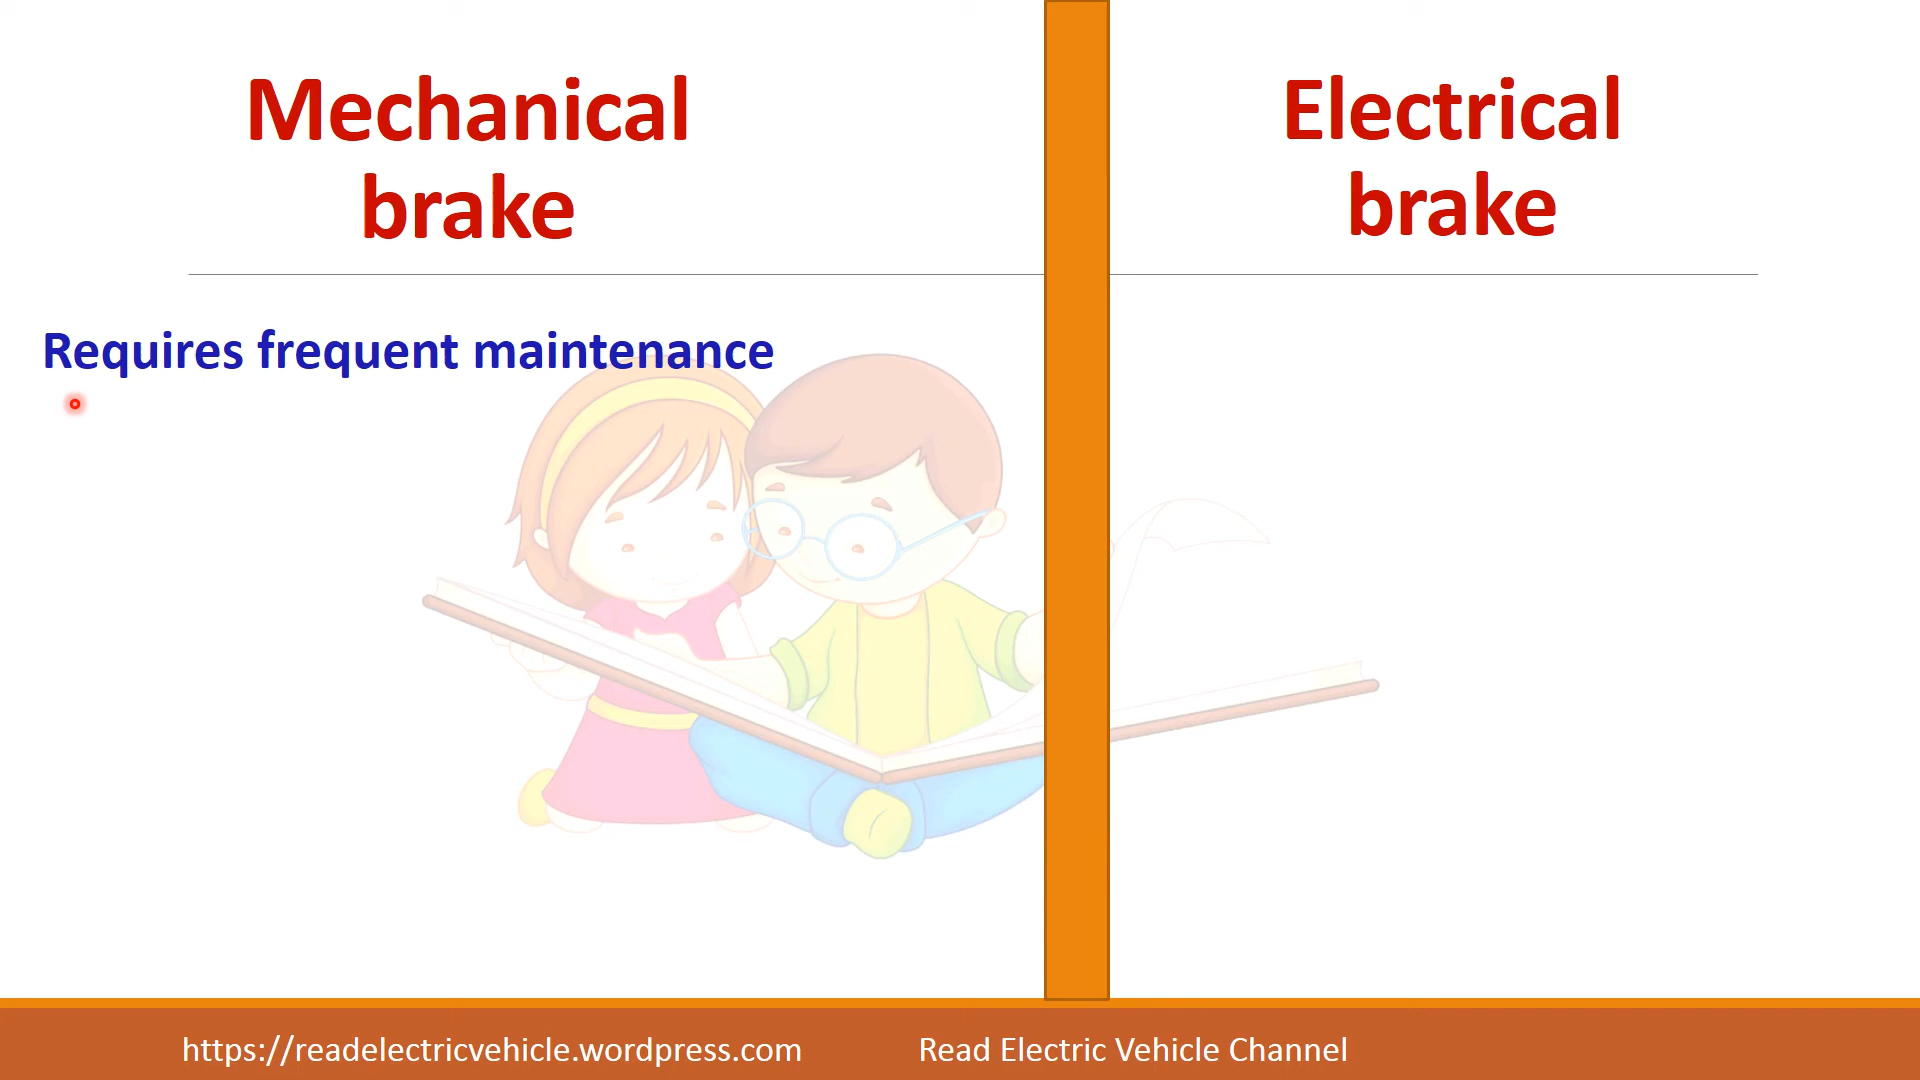 Mechanical
brake
Electrical
brake
Requires frequent maintenance
https://readelectricvehicle.wordpress.com
Read Electric Vehicle Channel